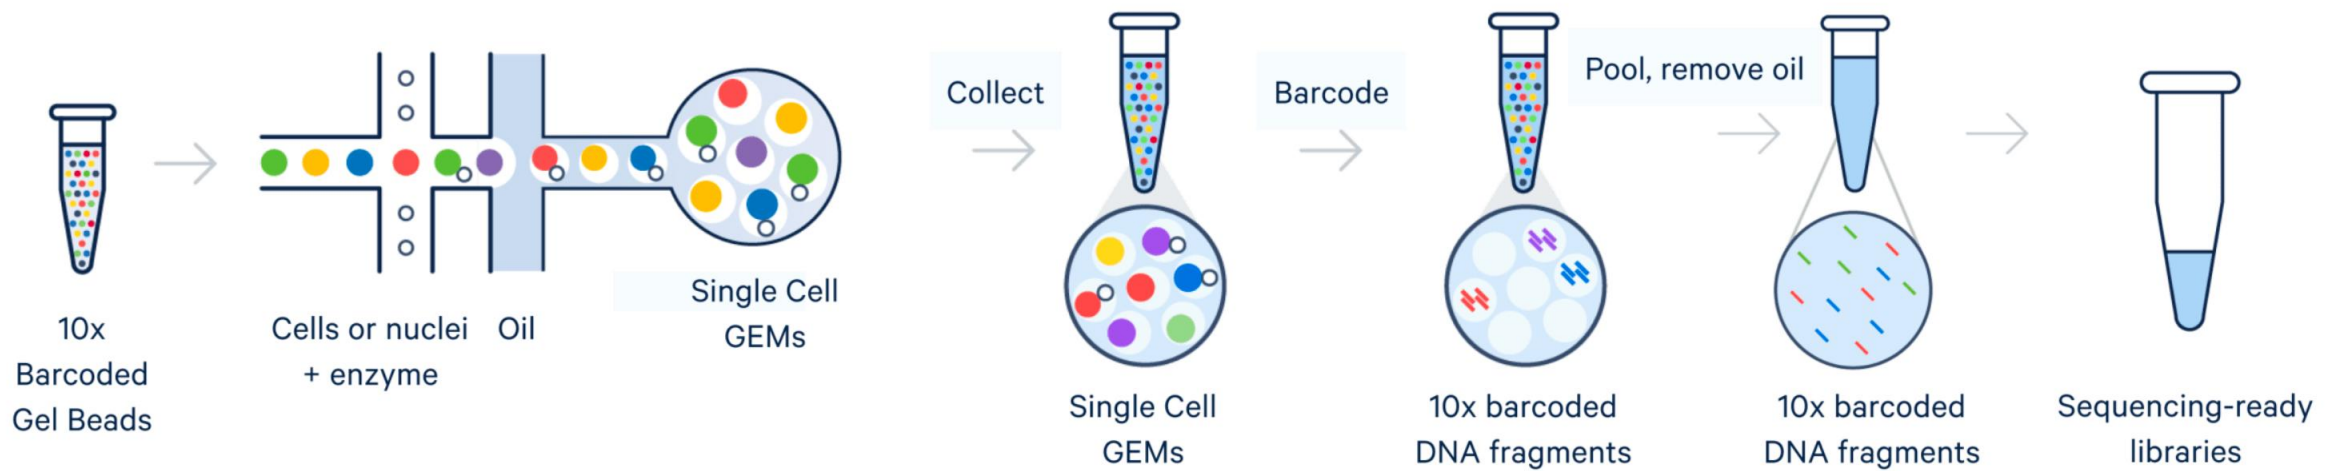 10x
Barcoded
Gel Beads
Cells or nuclei
+ enzyme
Oil
Single Cell
GEMs
Collect
Single Cell
GEMs
Barcode
10x barcoded
DNA fragments
Pool, remove oil
10x barcoded
DNA fragments
Sequencing-ready
libraries